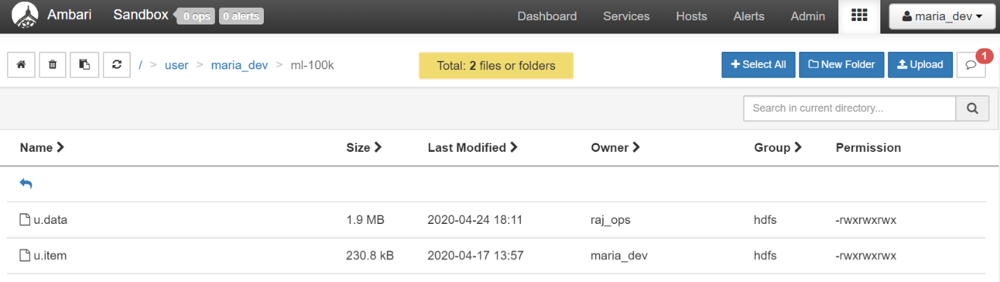 Ambari Sandbox 0 ops 0 alerts Dashboard Services Hosts Alerts Admin maria_dev
/ > user > maria_dev > ml-100k Total: 2 files or folders Select All New Folder Upload 1
Search in current directory...
Name Size Last Modified Owner Group Permission
u.data 1.9 MB 2020-04-24 18:11 raj_ops hdfs -rwxrwxrwx
u.item 230.8 kB 2020-04-17 13:57 maria_dev hdfs -rwxrwxrwx